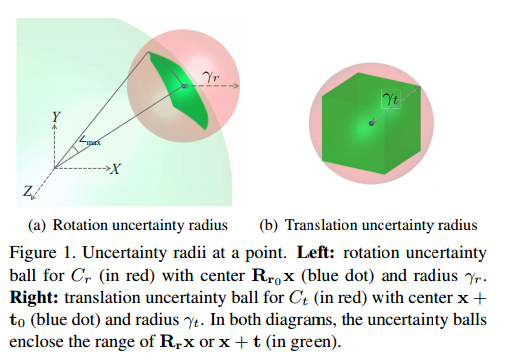 γr
Y
∠max
X
Z
γt
(a) Rotation uncertainty radius
(b) Translation uncertainty radius
Figure 1. Uncertainty radii at a point. Left: rotation uncertainty
ball for Cr (in red) with center Rr₀x (blue dot) and radius γr.
Right: translation uncertainty ball for Ct (in red) with center x +
t₀ (blue dot) and radius γt. In both diagrams, the uncertainty balls
enclose the range of Rrx or x + t (in green).